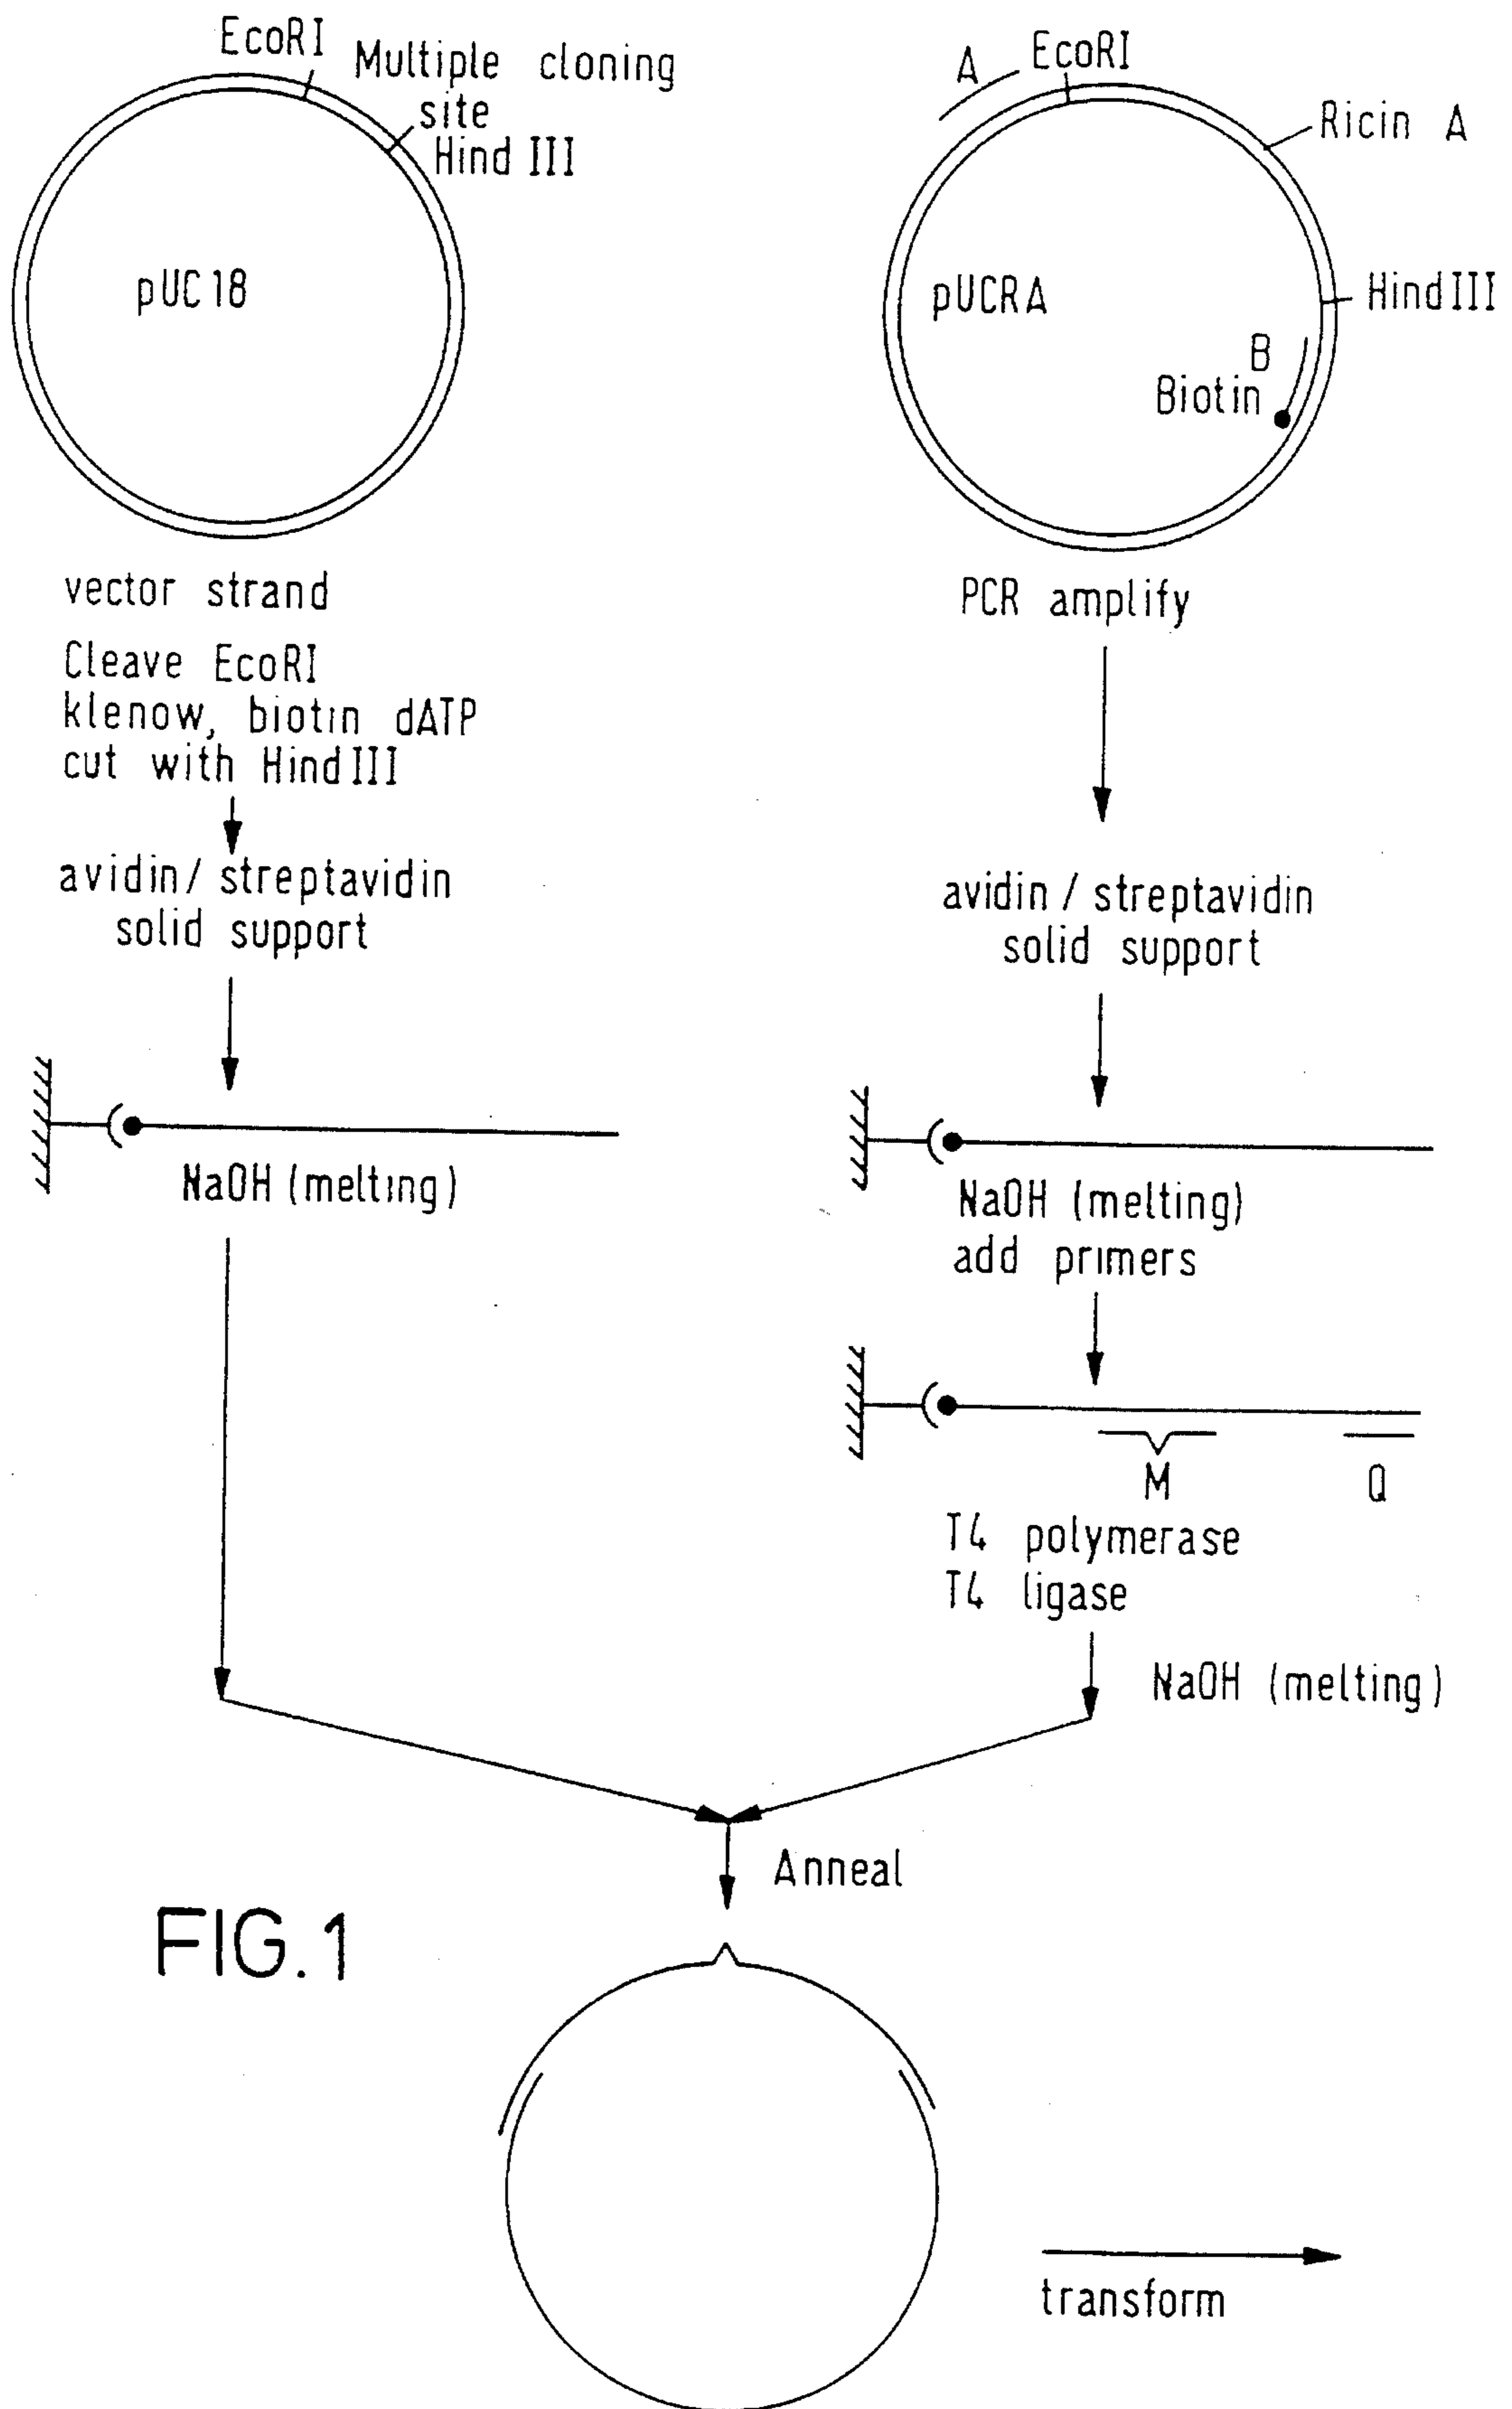 EcoRI
Multiple cloning
site
Hind III
pUC18
vector strand
Cleave EcoRI
klenow, biotin dATP
cut with HindIII
avidin/ streptavidin
solid support
NaOH (melting)
A
EcoRI
Ricin A
pUCRA
HindIII
B
Biotin
PCR amplify
avidin / streptavidin
solid support
NaOH (melting)
add primers
M
Q
T4 polymerase
T4 ligase
NaOH (melting)
Anneal
FIG.1
transform